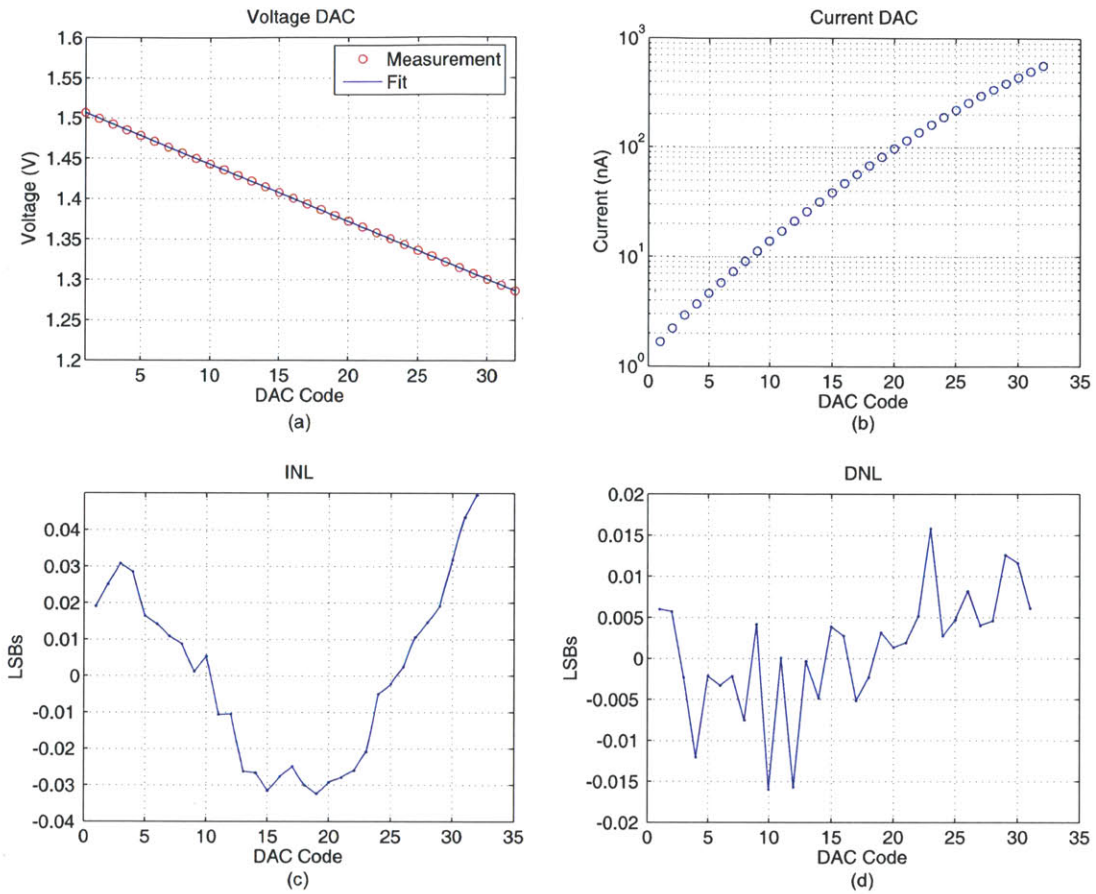 Voltage DAC
1.6
1.55
1.5
1.45
1.4
1.35
1.3
1.25
1.2
Voltage (V)
Measurement
Fit
5 10 15 20 25 30
DAC Code
(a)
Current DAC
10^3
10^2
10^1
10^0
Current (nA)
0 5 10 15 20 25 30 35
DAC Code
(b)
INL
0.04
0.03
0.02
0.01
0
-0.01
-0.02
-0.03
-0.04
LSBs
0 5 10 15 20 25 30 35
DAC Code
(c)
DNL
0.02
0.015
0.01
0.005
0
-0.005
-0.01
-0.015
-0.02
LSBs
0 5 10 15 20 25 30 35
DAC Code
(d)